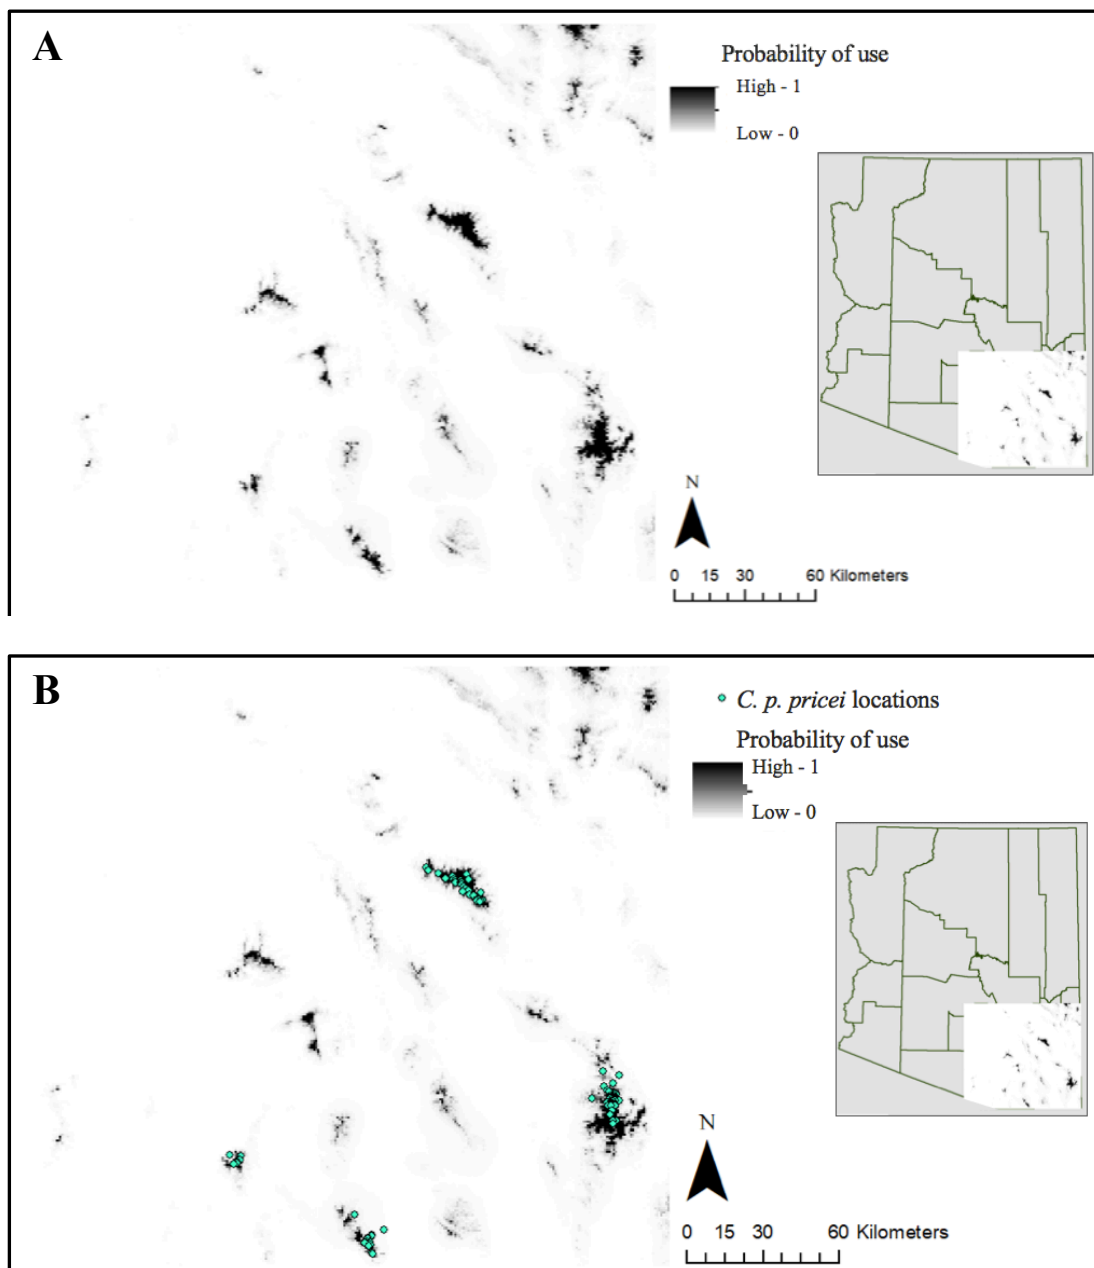 A
Probability of use
High - 1
Low - 0
N
0 15 30 60 Kilometers
B
C. p. pricei locations
Probability of use
High - 1
Low - 0
N
0 15 30 60 Kilometers